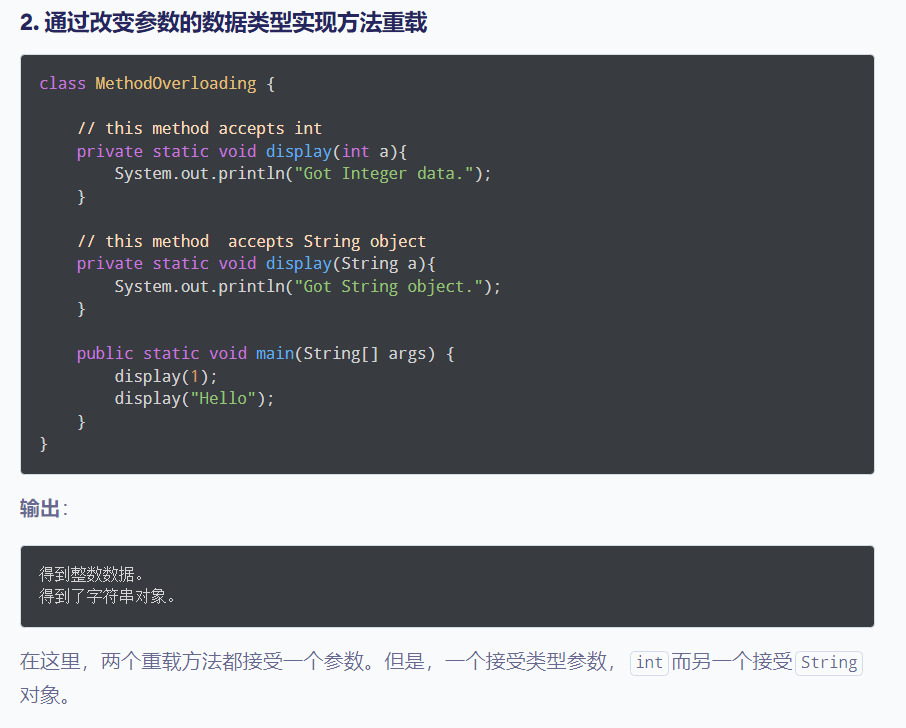 2. 通过改变参数的数据类型实现方法重载
class MethodOverloading {
    // this method accepts int
    private static void display(int a){
        System.out.println("Got Integer data.");
    }
    // this method  accepts String object
    private static void display(String a){
        System.out.println("Got String object.");
    }
    public static void main(String[] args) {
        display(1);
        display("Hello");
    }
}
输出:
得到整数数据。
得到了字符串对象。
在这里，两个重载方法都接受一个参数。但是，一个接受类型参数， int 而另一个接受 String
对象。